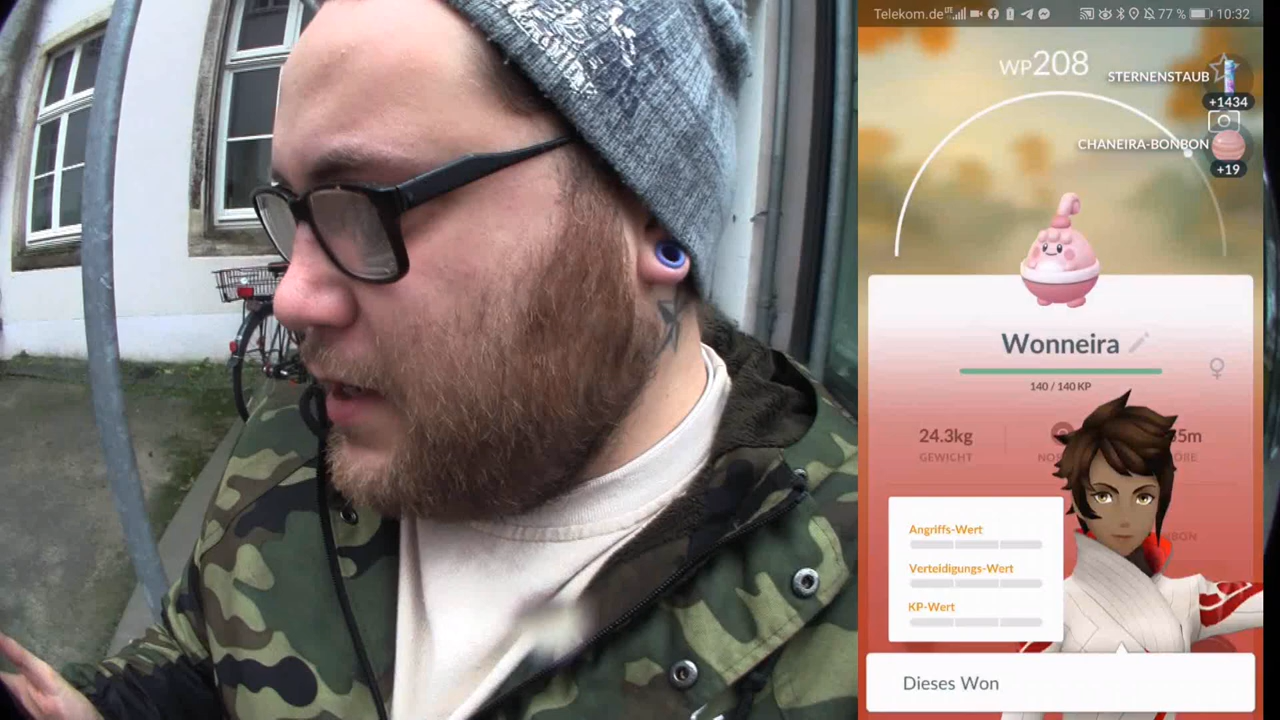 Telekom.de 77 % 10:32
WP208
STERNENSTAUB
+1434
CHANEIRA-BONBON
+19
Wonneira
140 / 140 KP
24.3kg
GEWICHT
Angriffs-Wert
Verteidigungs-Wert
KP-Wert
Dieses Won